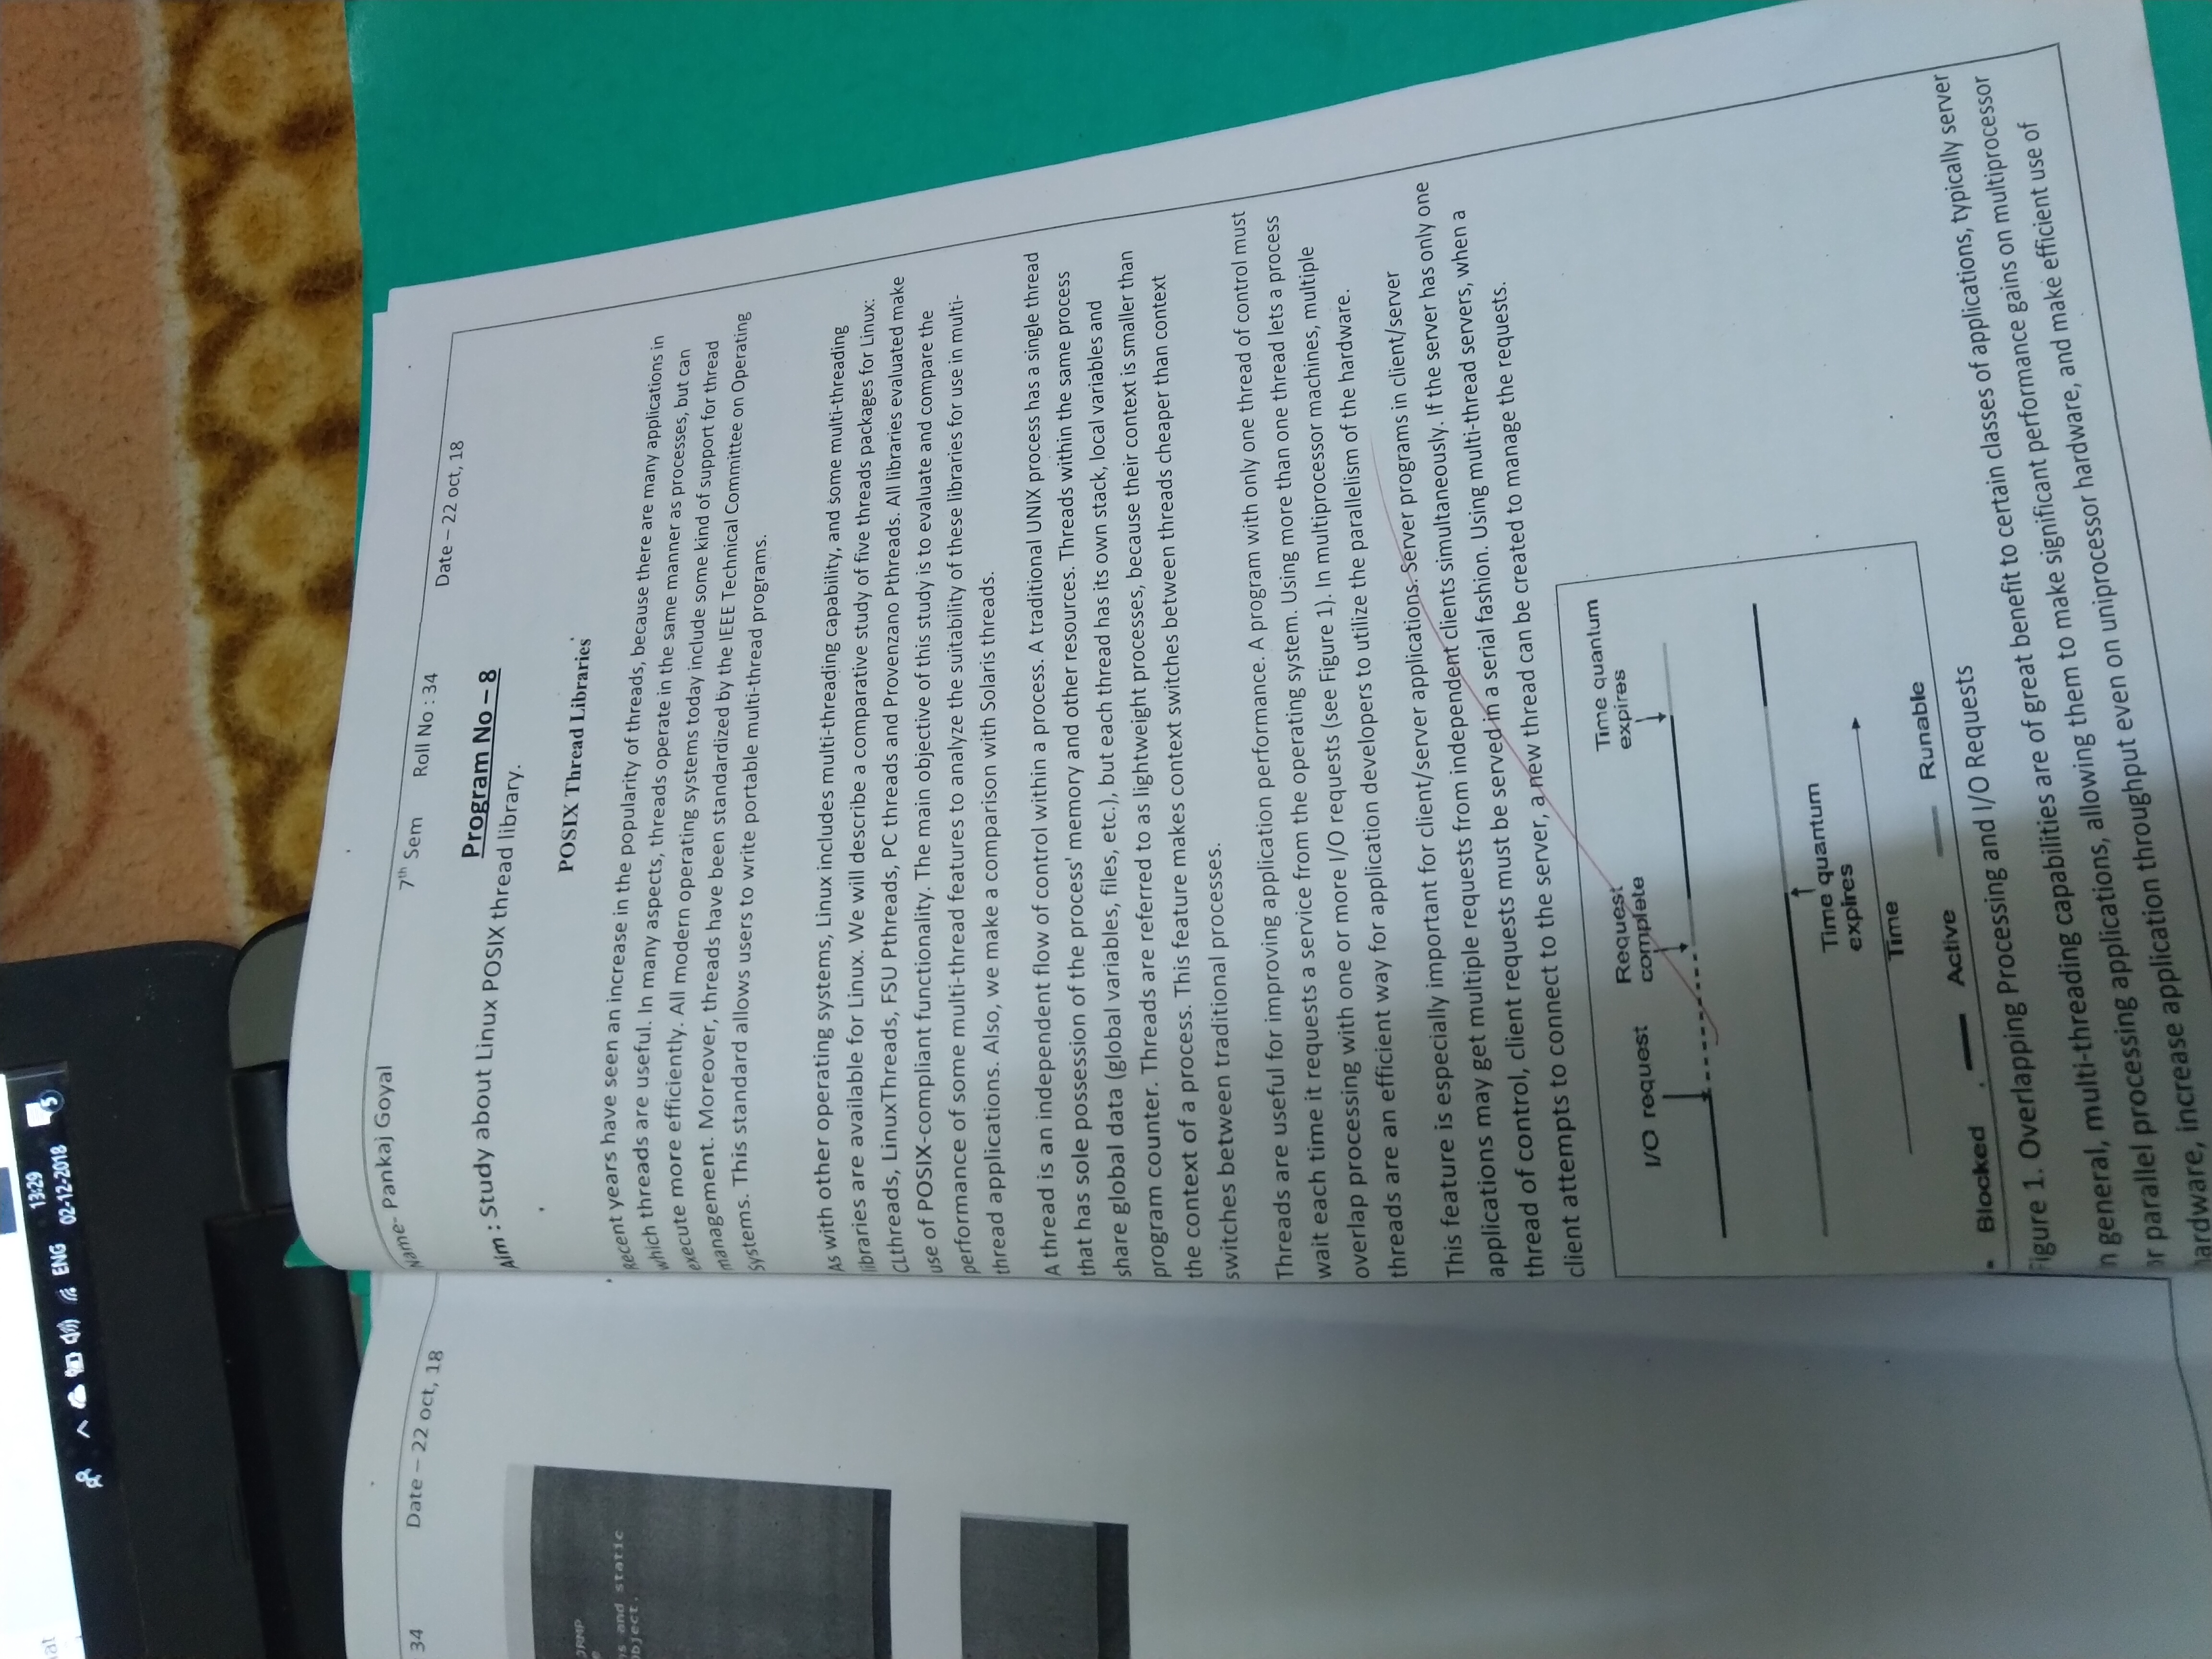 Name- Pankaj Goyal 7th Sem Roll No : 34 Date – 22 oct, 18
Program No – 8
Aim : Study about Linux POSIX thread library.
POSIX Thread Libraries
Recent years have seen an increase in the popularity of threads, because there are many applications in
which threads are useful. In many aspects, threads operate in the same manner as processes, but can
execute more efficiently. All modern operating systems today include some kind of support for thread
management. Moreover, threads have been standardized by the IEEE Technical Committee on Operating
Systems. This standard allows users to write portable multi-thread programs.
As with other operating systems, Linux includes multi-threading capability, and some multi-threading
libraries are available for Linux. We will describe a comparative study of five threads packages for Linux:
CLthreads, LinuxThreads, FSU Pthreads, PC threads and Provenzano Pthreads. All libraries evaluated make
use of POSIX-compliant functionality. The main objective of this study is to evaluate and compare the
performance of some multi-thread features to analyze the suitability of these libraries for use in multi-
thread applications. Also, we make a comparison with Solaris threads.
A thread is an independent flow of control within a process. A traditional UNIX process has a single thread
that has sole possession of the process' memory and other resources. Threads within the same process
share global data (global variables, files, etc.), but each thread has its own stack, local variables and
program counter. Threads are referred to as lightweight processes, because their context is smaller than
the context of a process. This feature makes context switches between threads cheaper than context
switches between traditional processes.
Threads are useful for improving application performance. A program with only one thread of control must
wait each time it requests a service from the operating system. Using more than one thread lets a process
overlap processing with one or more I/O requests (see Figure 1). In multiprocessor machines, multiple
threads are an efficient way for application developers to utilize the parallelism of the hardware.
This feature is especially important for client/server applications. Server programs in client/server
applications may get multiple requests from independent clients simultaneously. If the server has only one
thread of control, client requests must be served in a serial fashion. Using multi-thread servers, when a
client attempts to connect to the server, a new thread can be created to manage the requests.
I/O request
Request
complete
Time quantum
expires
Time quantum
expires
Time
Blocked Active Runable
Figure 1. Overlapping Processing and I/O Requests
In general, multi-threading capabilities are of great benefit to certain classes of applications, typically server
or parallel processing applications, allowing them to make significant performance gains on multiprocessor
hardware, increase application throughput even on uniprocessor hardware, and make efficient use of
34 Date – 22 oct, 18
and static
object.
ENG 13:29
02-12-2018
5